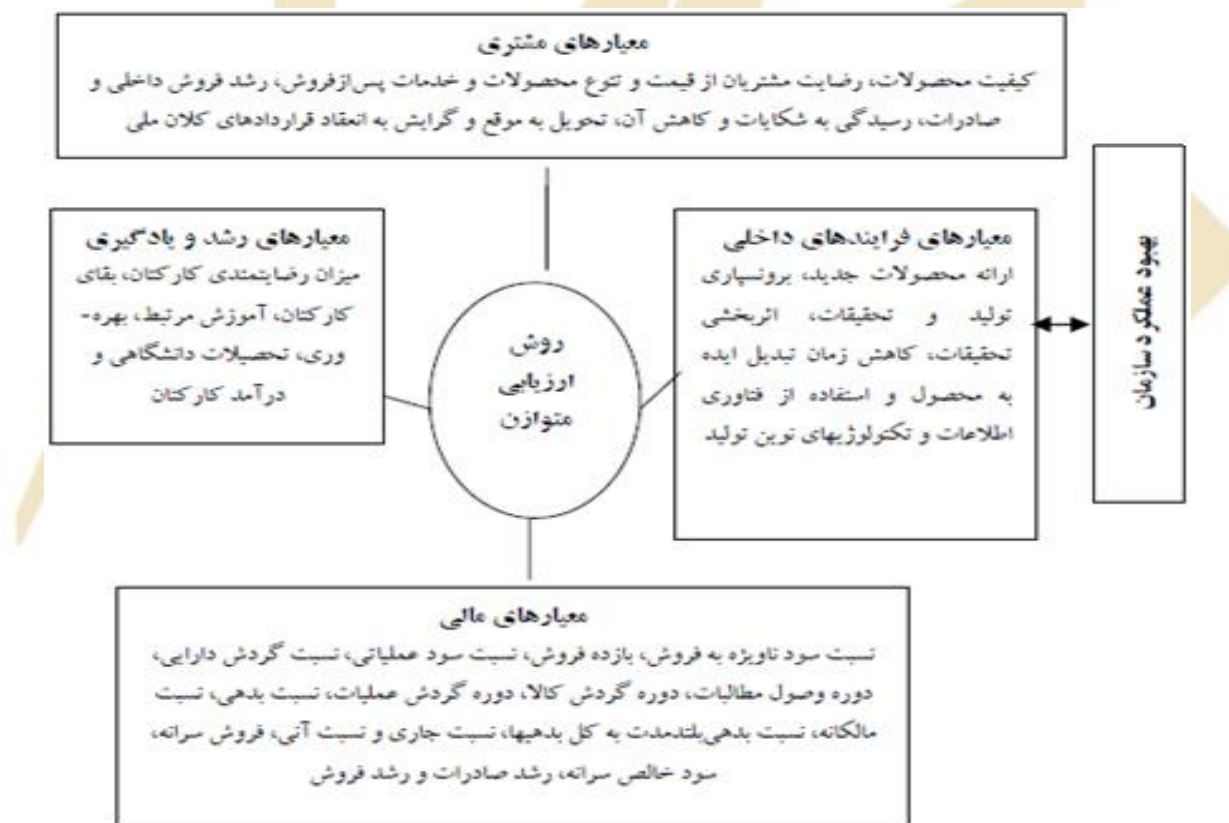 معیارهای مشتری
کیفیت محصولات، رضایت مشتریان از قیمت و تنوع محصولات و خدمات پس‌ازفروش، رشد فروش داخلی و
صادرات، رسیدگی به شکایات و کاهش آن، تحویل به موقع و گرایش به انعقاد قراردادهای کلان ملی
معیارهای فرایندهای داخلی
ارائه محصولات جدید، برونسپاری
تولید و تحقیقات، اثربخشی
تحقیقات، کاهش زمان تبدیل ایده
به محصول و استفاده از فناوری
اطلاعات و تکنولوژیهای نوین تولید
بهبود عملکرد سازمان
روش
ارزیابی
متوازن
معیارهای رشد و یادگیری
میزان رضایتمندی کارکنان، بقای
کارکنان، آموزش مرتبط، بهره-
وری، تحصیلات دانشگاهی و
درآمد کارکنان
معیارهای مالی
نسبت سود ناویژه به فروش، بازده فروش، نسبت سود عملیاتی، نسبت گردش دارایی،
دوره وصول مطالبات، دوره گردش کالا، دوره گردش عملیات، نسبت بدهی، نسبت
مالکانه، نسبت بدهی‌بلندمدت به کل بدهیها، نسبت جاری و نسبت آنی، فروش سرانه،
سود خالص سرانه، رشد صادرات و رشد فروش